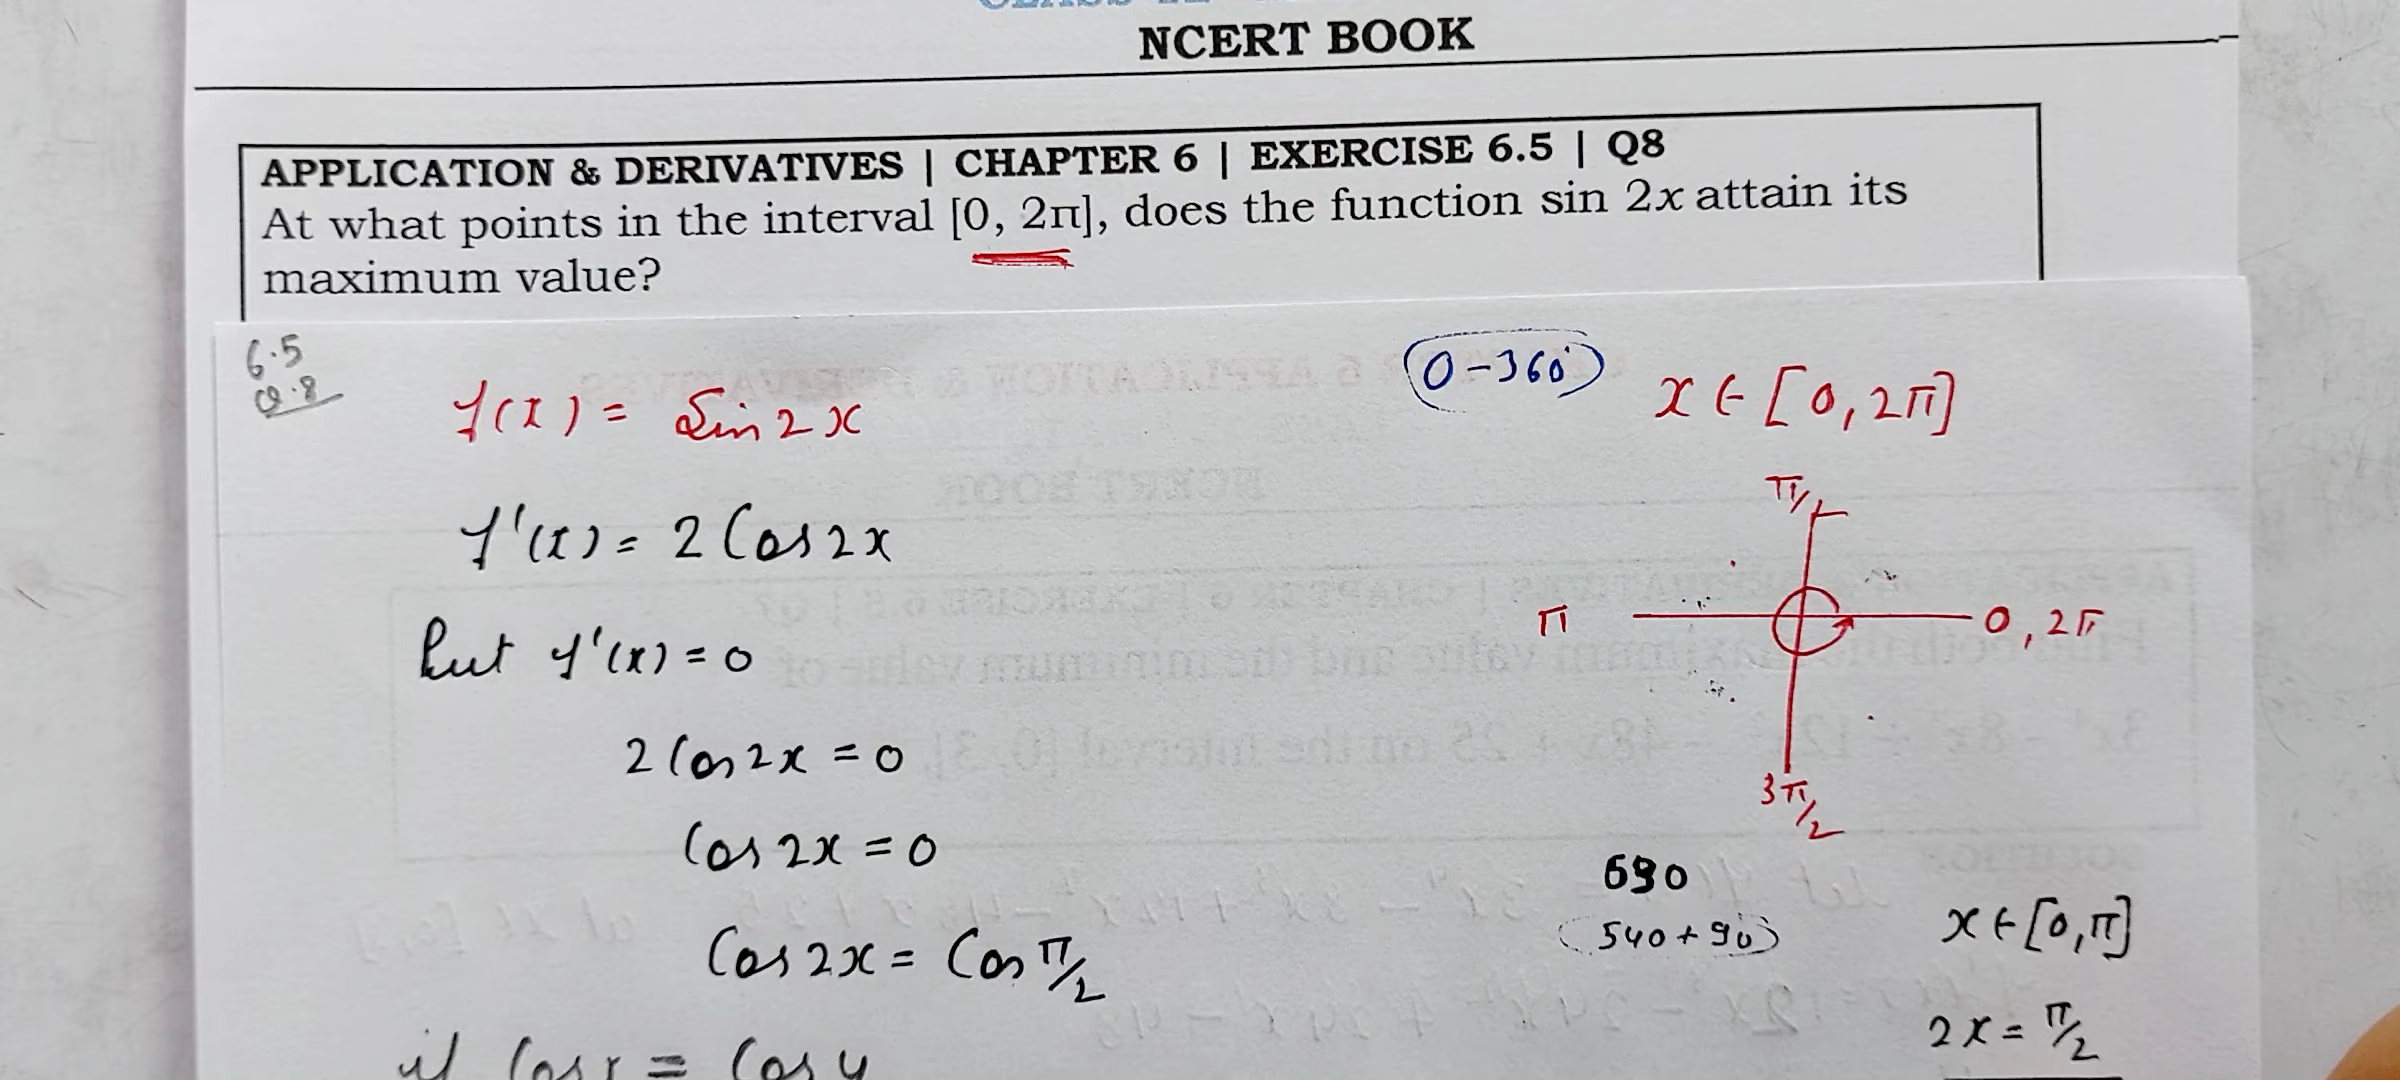 NCERT BOOK
APPLICATION & DERIVATIVES | CHAPTER 6 | EXERCISE 6.5 | Q8
At what points in the interval [0, 2π], does the function sin 2x attain its
maximum value?
6.5
Q.8
f(x) = Sin 2x
0-360°
x ∈ [0, 2π]
f'(x) = 2 Cos 2x
Put f'(x) = 0
2 Cos 2x = 0
Cos 2x = 0
Cos 2x = Cos π/2
if Cos x = Cos y
π/
π
0, 2π
3π/2
630
(540+90)
x ∈ [0, π]
2x = π/2